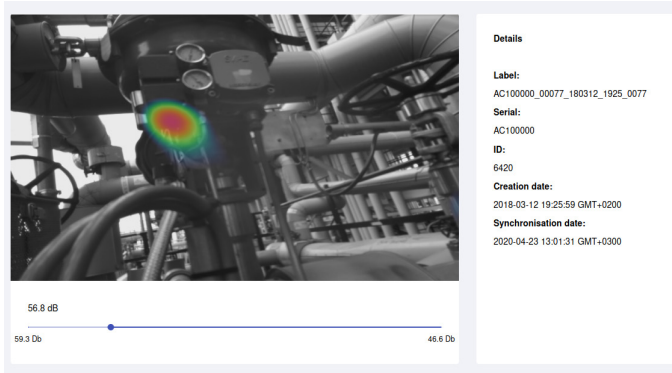 56.8 dB
59.3 Db
46.6 Db
Details
Label:
AC100000_00077_180312_1925_0077
Serial:
AC100000
ID:
6420
Creation date:
2018-03-12 19:25:59 GMT+0200
Synchronisation date:
2020-04-23 13:01:31 GMT+0300